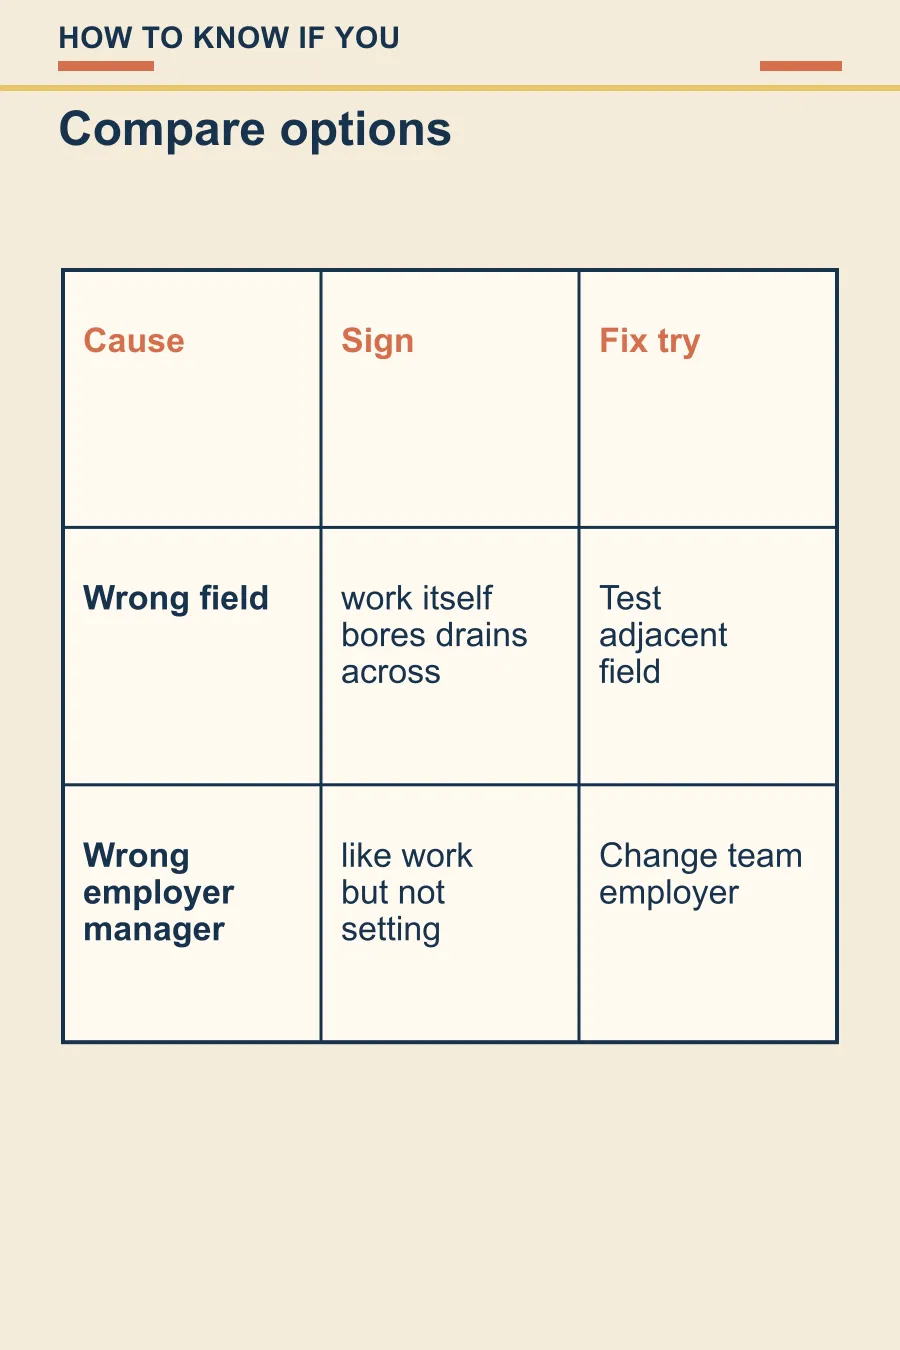 HOW TO KNOW IF YOU
Compare options
Cause
Sign
Fix try
Wrong field
work itself
bores drains
across
Test
adjacent
field
Wrong
employer
manager
like work
but not
setting
Change team
employer